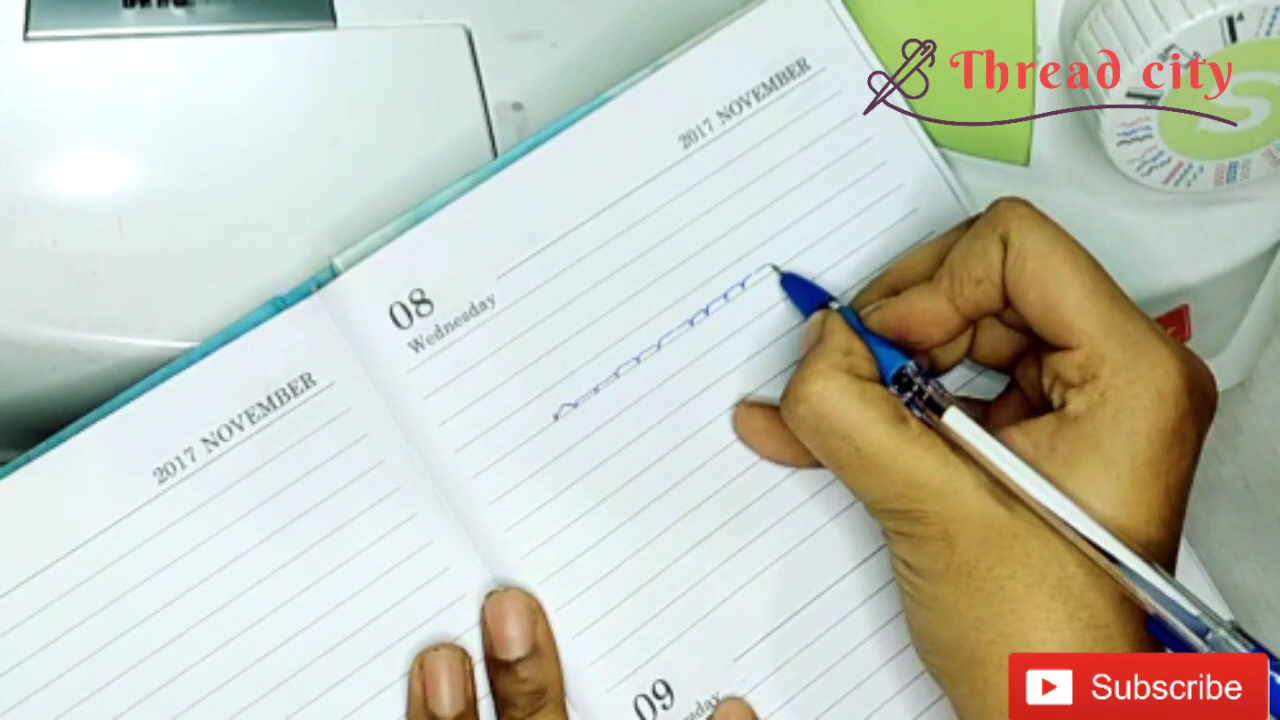 Thread city
2017 NOVEMBER
08
Wednesday
2017 NOVEMBER
09
Subscribe